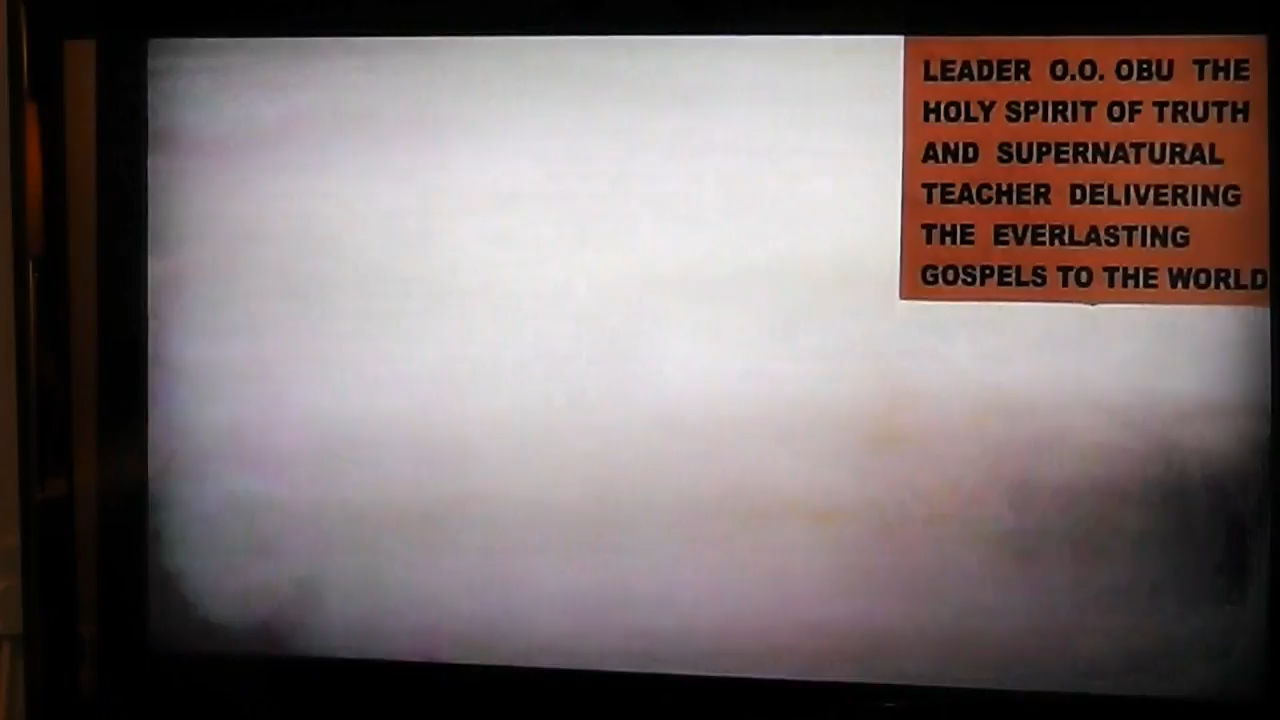 LEADER O.O. OBU THE
HOLY SPIRIT OF TRUTH
AND SUPERNATURAL
TEACHER DELIVERING
THE EVERLASTING
GOSPELS TO THE WORLD